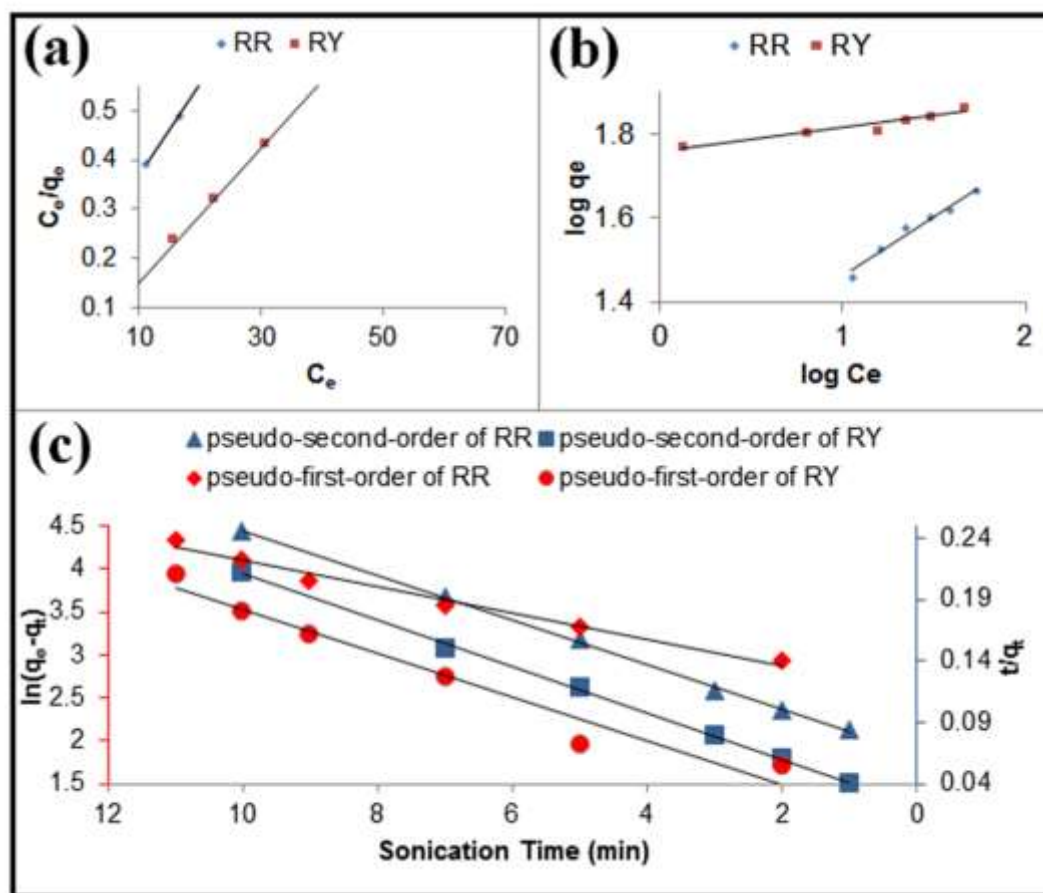 (a)
RR RY
0.5
0.4
0.3
0.2
0.1
Ce/qe
10 30 50 70
Ce
(b)
RR RY
1.8
1.6
1.4
log qe
0 1 2
log Ce
(c)
pseudo-second-order of RR pseudo-second-order of RY
pseudo-first-order of RR pseudo-first-order of RY
4.5
4
3.5
3
2.5
2
1.5
ln(qe-qt)
0.24
0.19
0.14
0.09
0.04
t/qt
12 10 8 6 4 2 0
Sonication Time (min)